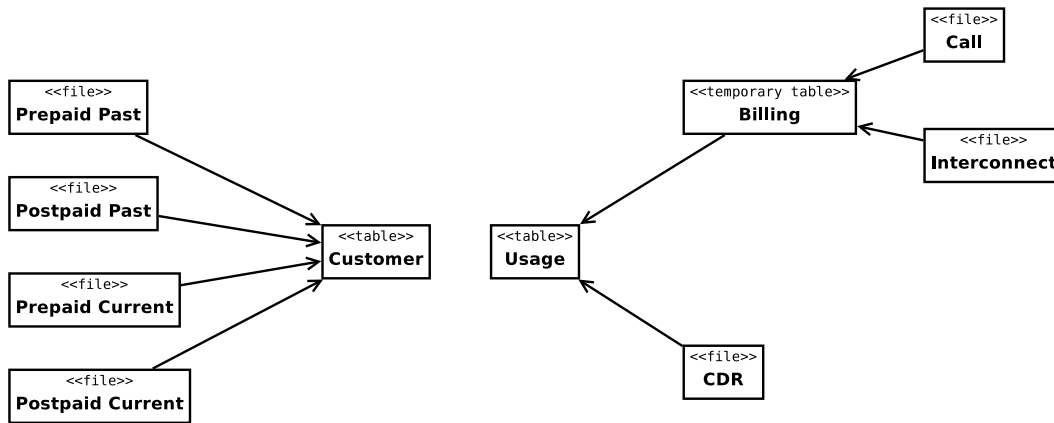 <<file>>
Prepaid Past
<<file>>
Postpaid Past
<<file>>
Prepaid Current
<<file>>
Postpaid Current
<<table>>
Customer
<<table>>
Usage
<<temporary table>>
Billing
<<file>>
CDR
<<file>>
Call
<<file>>
Interconnect